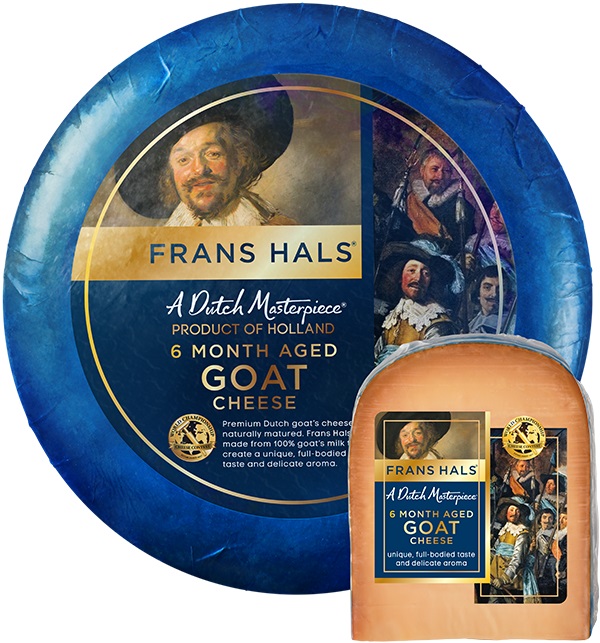 FRANS HALS®
A Dutch Masterpiece®
PRODUCT OF HOLLAND
6 MONTH AGED
GOAT
CHEESE
Premium Dutch goat's cheese
naturally matured. Frans Hals
made from 100% goat's milk
create a unique, full-bodied
taste and delicate aroma.
FRANS HALS®
A Dutch Masterpiece®
6 MONTH AGED
GOAT
CHEESE
unique, full-bodied taste
and delicate aroma